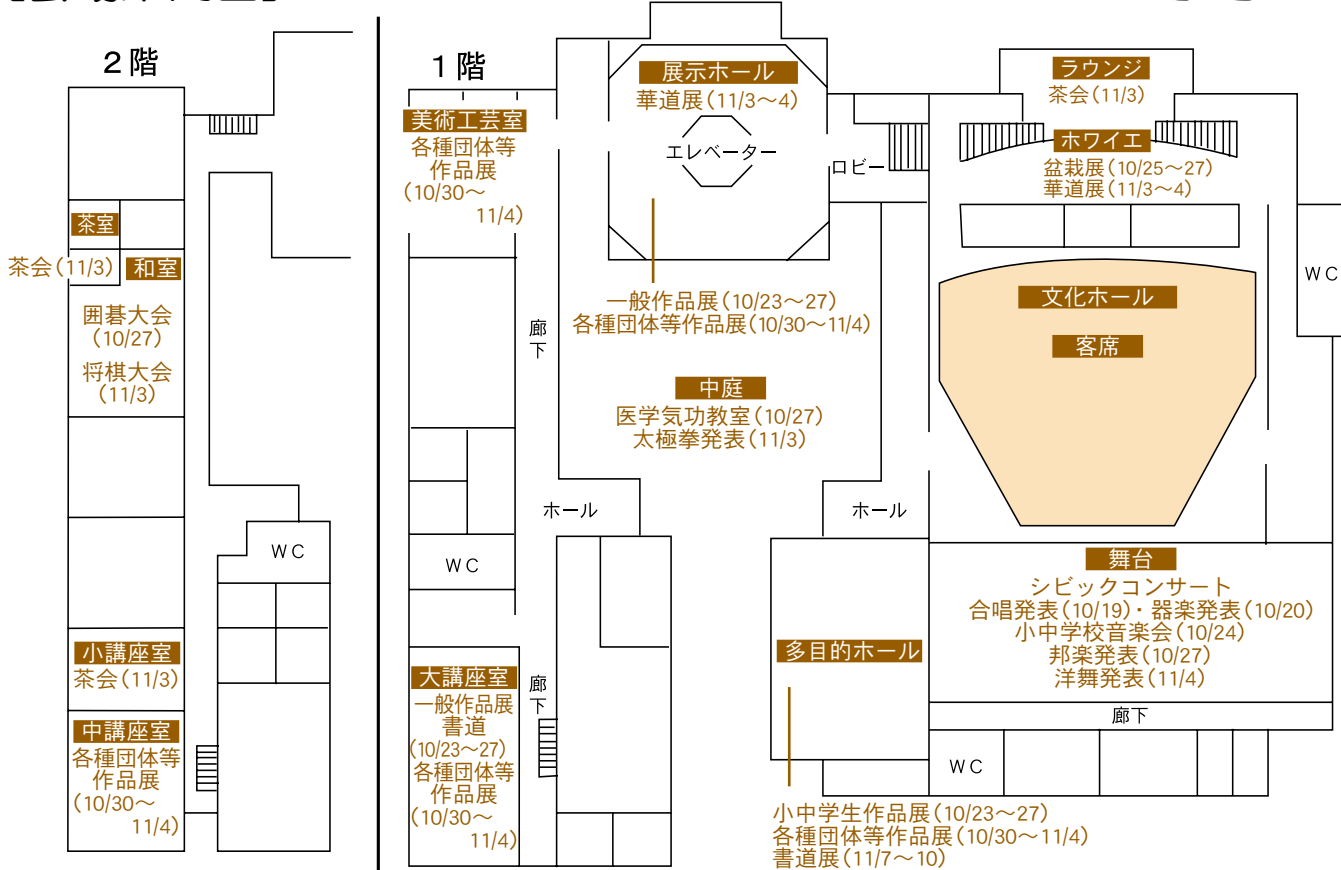 2階
茶室
茶会(11/3)
和室
囲碁大会
(10/27)
将棋大会
(11/3)
WC
小講座室
茶会(11/3)
中講座室
各種団体等
作品展
(10/30～
11/4)
1階
美術工芸室
各種団体等
作品展
(10/30～
11/4)
展示ホール
華道展(11/3～4)
エレベーター
ロビー
一般作品展(10/23～27)
各種団体等作品展(10/30～11/4)
廊下
中庭
医学気功教室(10/27)
太極拳発表(11/3)
ホール
ホール
WC
大講座室
一般作品展
書道
(10/23～27)
各種団体等
作品展
(10/30～
11/4)
廊下
ラウンジ
茶会(11/3)
ホワイエ
盆栽展(10/25～27)
華道展(11/3～4)
WC
文化ホール
客席
舞台
シビックコンサート
合唱発表(10/19)・器楽発表(10/20)
小中学校音楽会(10/24)
邦楽発表(10/27)
洋舞発表(11/4)
廊下
多目的ホール
WC
小中学生作品展(10/23～27)
各種団体等作品展(10/30～11/4)
書道展(11/7～10)